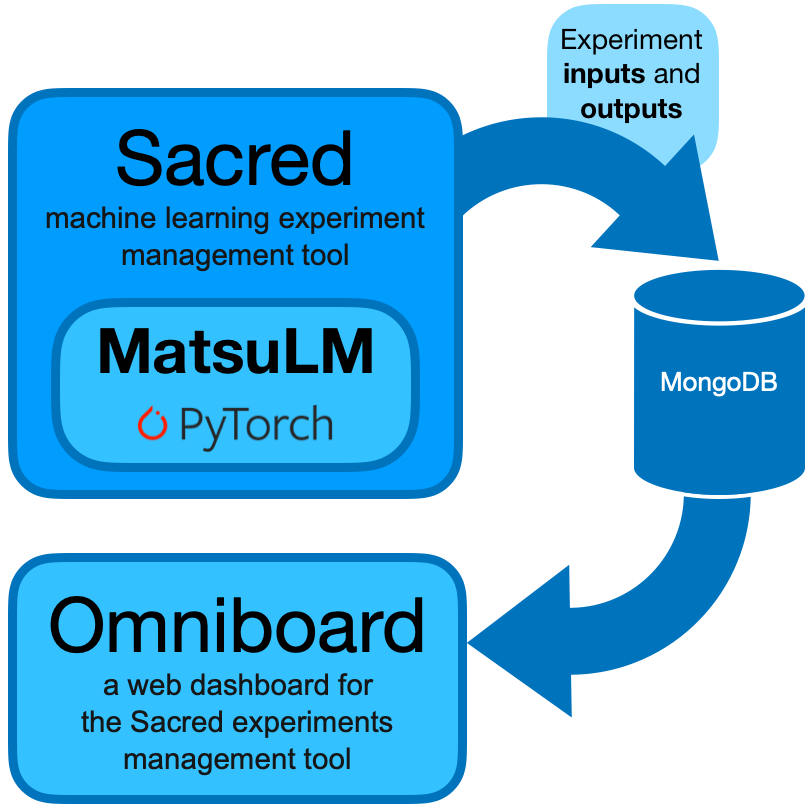 Experiment
inputs and
outputs
Sacred
machine learning experiment
management tool
MatsuLM
PyTorch
MongoDB
Omniboard
a web dashboard for
the Sacred experiments
management tool